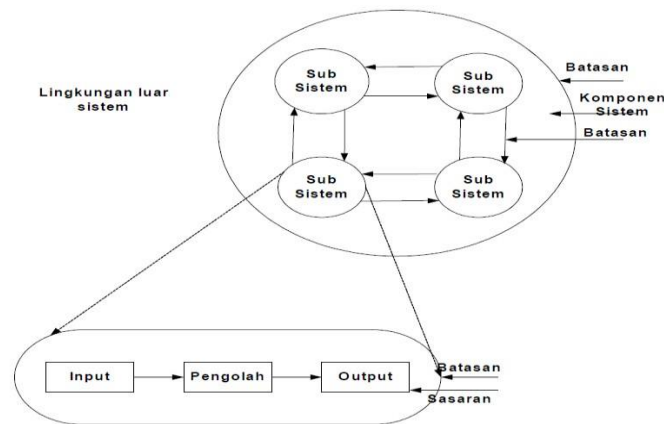 Lingkungan luar
sistem
Sub
Sistem
Sub
Sistem
Batasan
Komponen
Sistem
Batasan
Sub
Sistem
Sub
Sistem
Input
Pengolah
Output
Batasan
Sasaran